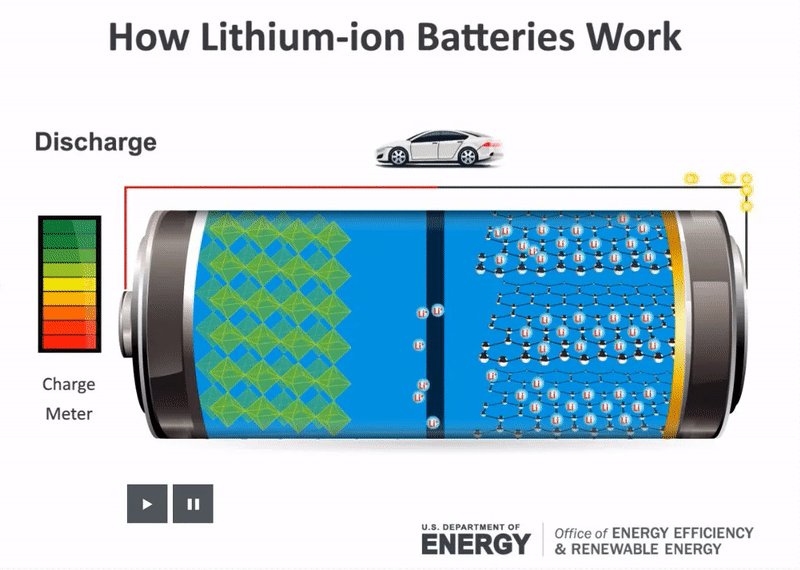 How Lithium-ion Batteries Work
Discharge
Charge
Meter
U.S. DEPARTMENT OF
ENERGY
Office of ENERGY EFFICIENCY
& RENEWABLE ENERGY